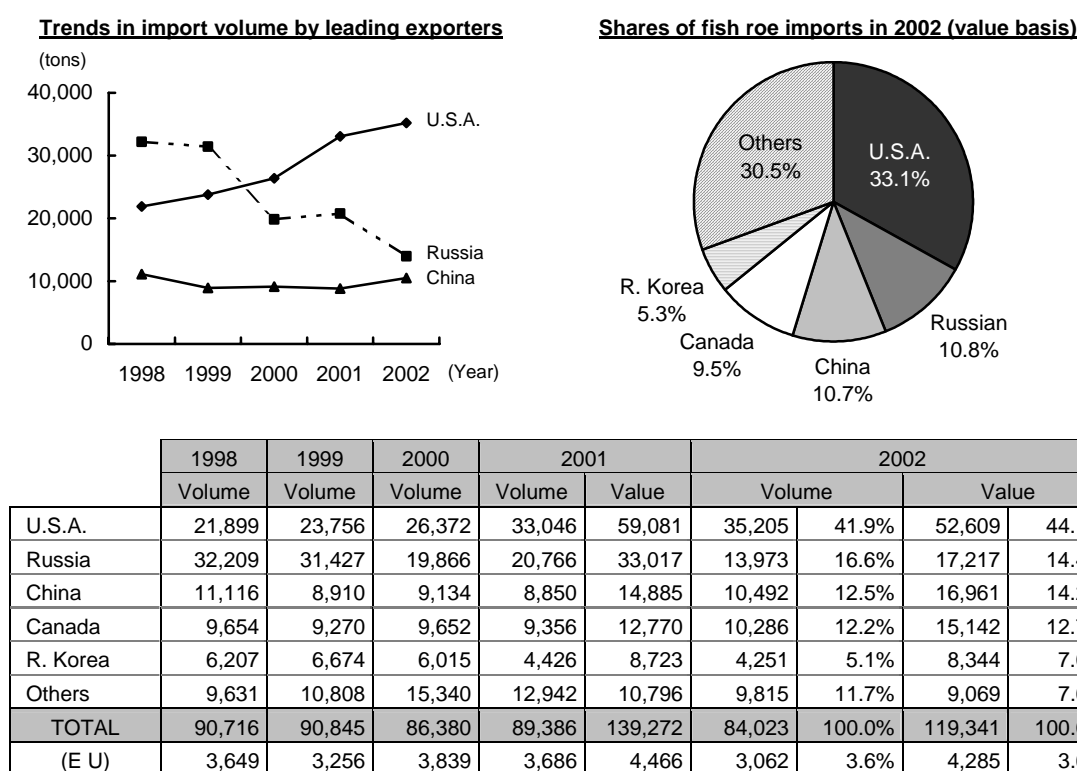 Trends in import volume by leading exporters
(tons)
40,000
30,000
20,000
10,000
0
U.S.A.
Russia
China
1998 1999 2000 2001 2002 (Year)
Shares of fish roe imports in 2002 (value basis)
Others
30.5%
U.S.A.
33.1%
R. Korea
5.3%
Canada
9.5%
China
10.7%
Russian
10.8%
1998 1999 2000 2001 2002
Volume Volume Volume Volume Value Volume Value
U.S.A. 21,899 23,756 26,372 33,046 59,081 35,205 41.9% 52,609 44.
Russia 32,209 31,427 19,866 20,766 33,017 13,973 16.6% 17,217 14.
China 11,116 8,910 9,134 8,850 14,885 10,492 12.5% 16,961 14.
Canada 9,654 9,270 9,652 9,356 12,770 10,286 12.2% 15,142 12.
R. Korea 6,207 6,674 6,015 4,426 8,723 4,251 5.1% 8,344 7.
Others 9,631 10,808 15,340 12,942 10,796 9,815 11.7% 9,069 7.
TOTAL 90,716 90,845 86,380 89,386 139,272 84,023 100.0% 119,341 100.
(E U) 3,649 3,256 3,839 3,686 4,466 3,062 3.6% 4,285 3.